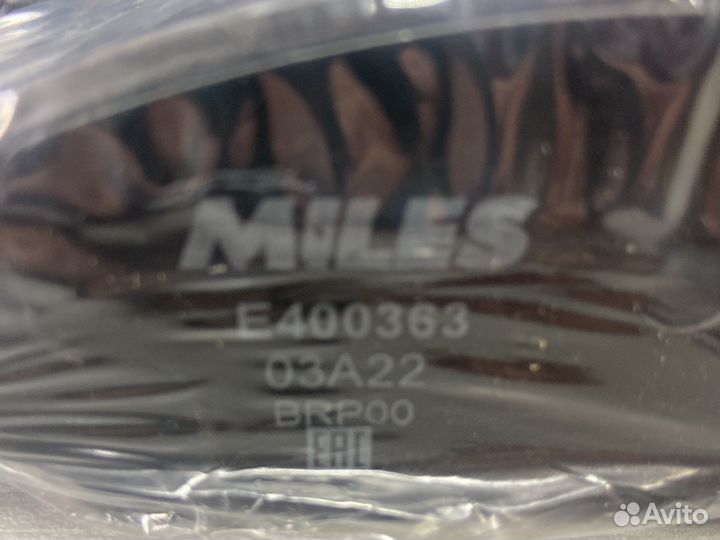 MILES
E400363
03A22
BRP00
EAC
Avito